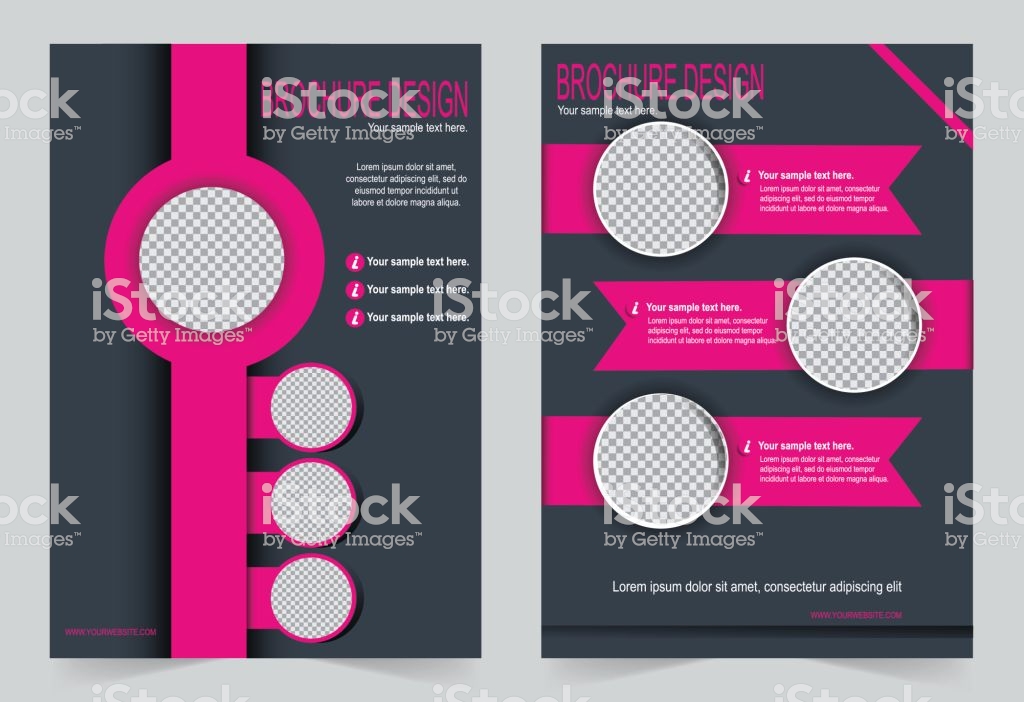 BROCHURE DESIGN
Your sample text here.
Lorem ipsum dolor sit amet,
consectetur adipiscing elit, sed do
eiusmod tempor incididunt ut
labore et dolore magna aliqua.
i Your sample text here.
i Your sample text here.
i Your sample text here.
WWW.YOURWEBSITE.COM
BROCHURE DESIGN
Your sample text here.
i Your sample text here.
Lorem ipsum dolor sit amet, consectetur
adipiscing elit, sed do eiusmod tempor incididunt
ut labore et dolore magna aliqua.
i Your sample text here.
Lorem ipsum dolor sit amet, consectetur
adipiscing elit, sed do eiusmod tempor incididunt
ut labore et dolore magna aliqua.
i Your sample text here.
Lorem ipsum dolor sit amet, consectetur
adipiscing elit, sed do eiusmod tempor incididunt
ut labore et dolore magna aliqua.
Lorem ipsum dolor sit amet, consectetur adipiscing elit
WWW.YOURWEBSITE.COM
iStock
by Getty Images™